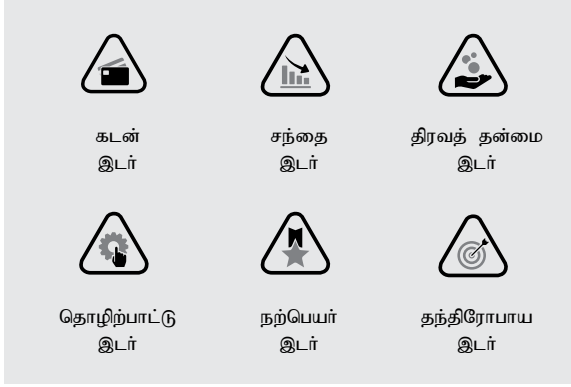 கடன்
இடர்
சந்தை
இடர்
திரவத் தன்மை
இடர்
தொழிற்பாட்டு
இடர்
நற்பெயர்
இடர்
தந்திரோபாய
இடர்